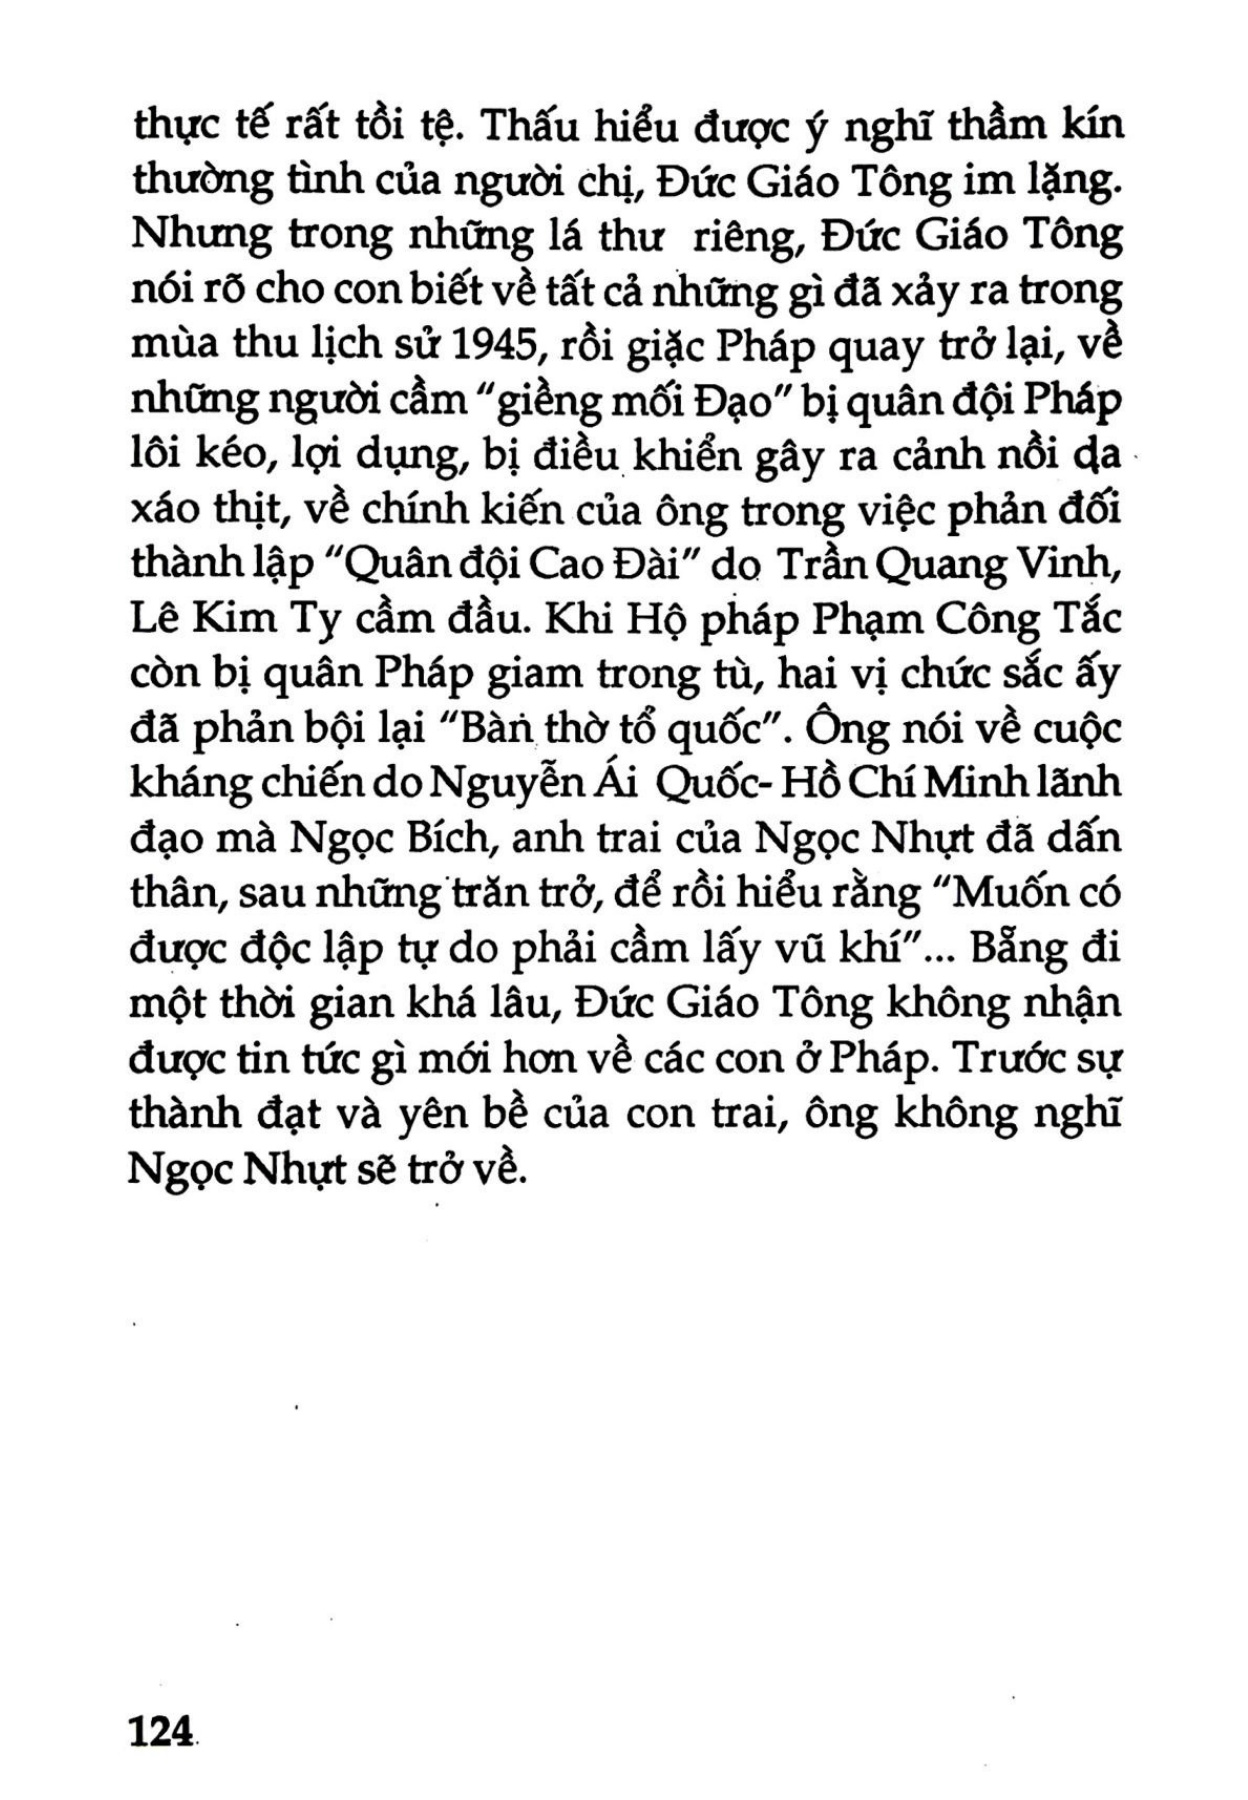 thực tế rất tồi tệ. Thấu hiểu được ý nghĩ thầm kín
thường tình của người chị, Đức Giáo Tông im lặng.
Nhưng trong những lá thư riêng, Đức Giáo Tông
nói rõ cho con biết về tất cả những gì đã xảy ra trong
mùa thu lịch sử 1945, rồi giặc Pháp quay trở lại, về
những người cầm "giềng mối Đạo" bị quân đội Pháp
lôi kéo, lợi dụng, bị điều khiển gây ra cảnh nồi da
xáo thịt, về chính kiến của ông trong việc phản đối
thành lập "Quân đội Cao Đài" do Trần Quang Vinh,
Lê Kim Ty cầm đầu. Khi Hộ pháp Phạm Công Tắc
còn bị quân Pháp giam trong tù, hai vị chức sắc ấy
đã phản bội lại "Bàn thờ tổ quốc". Ông nói về cuộc
kháng chiến do Nguyễn Ái Quốc- Hồ Chí Minh lãnh
đạo mà Ngọc Bích, anh trai của Ngọc Nhựt đã dấn
thân, sau những trăn trở, để rồi hiểu rằng "Muốn có
được độc lập tự do phải cầm lấy vũ khí"... Bẵng đi
một thời gian khá lâu, Đức Giáo Tông không nhận
được tin tức gì mới hơn về các con ở Pháp. Trước sự
thành đạt và yên bề của con trai, ông không nghĩ
Ngọc Nhựt sẽ trở về.
124